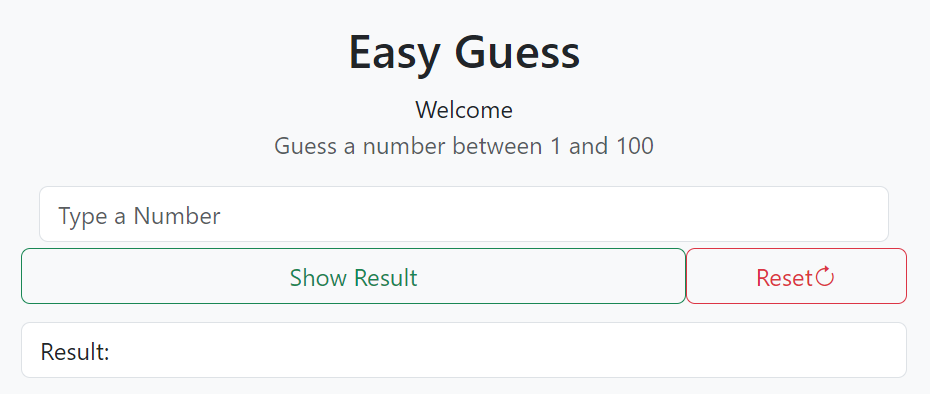 Easy Guess
Welcome
Guess a number between 1 and 100
Type a Number
Show Result Reset
Result: